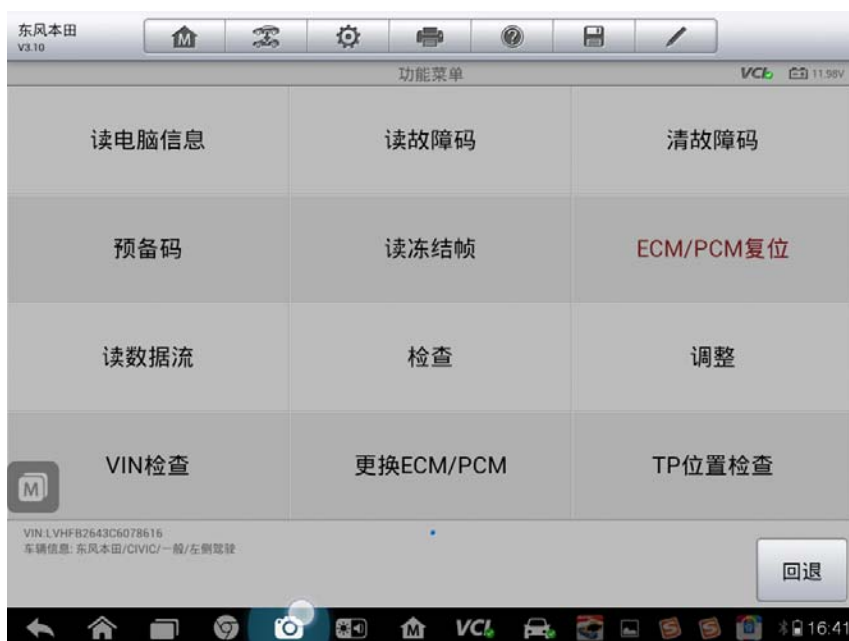 东风本田
V3.10
功能菜单
VCI
11.98V
读电脑信息
读故障码
清故障码
预备码
读冻结帧
ECM/PCM复位
读数据流
检查
调整
VIN检查
更换ECM/PCM
TP位置检查
VIN:LVHFB2643C6078616
车辆信息: 东风本田/CIVIC/一般/左侧驾驶
回退
VCI
16:41